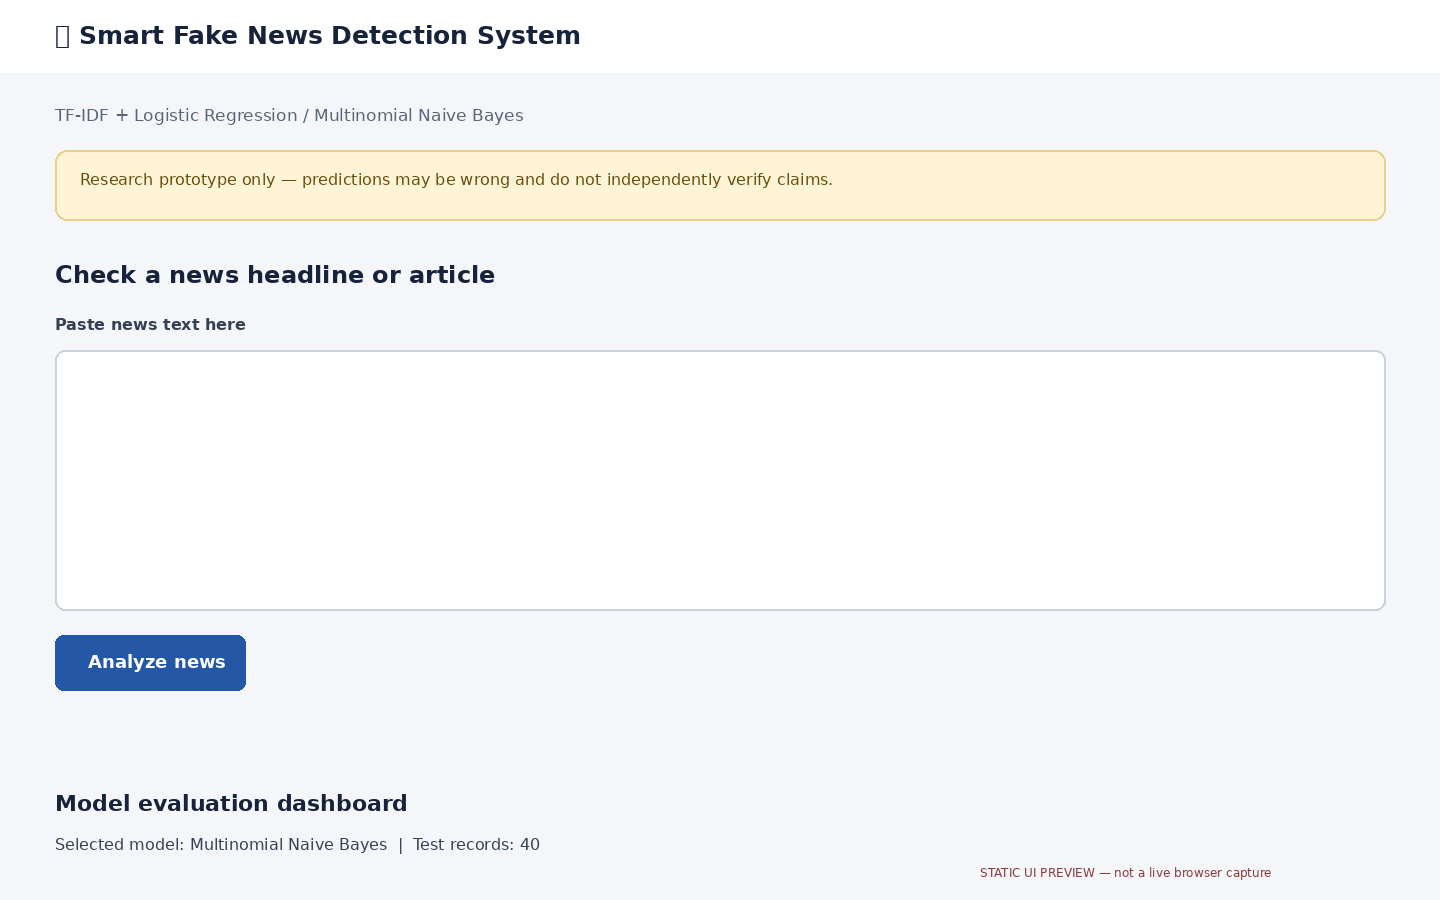 Smart Fake News Detection System
TF-IDF + Logistic Regression / Multinomial Naive Bayes
Research prototype only — predictions may be wrong and do not independently verify claims.
Check a news headline or article
Paste news text here
Analyze news
Model evaluation dashboard
Selected model: Multinomial Naive Bayes | Test records: 40
STATIC UI PREVIEW — not a live browser capture